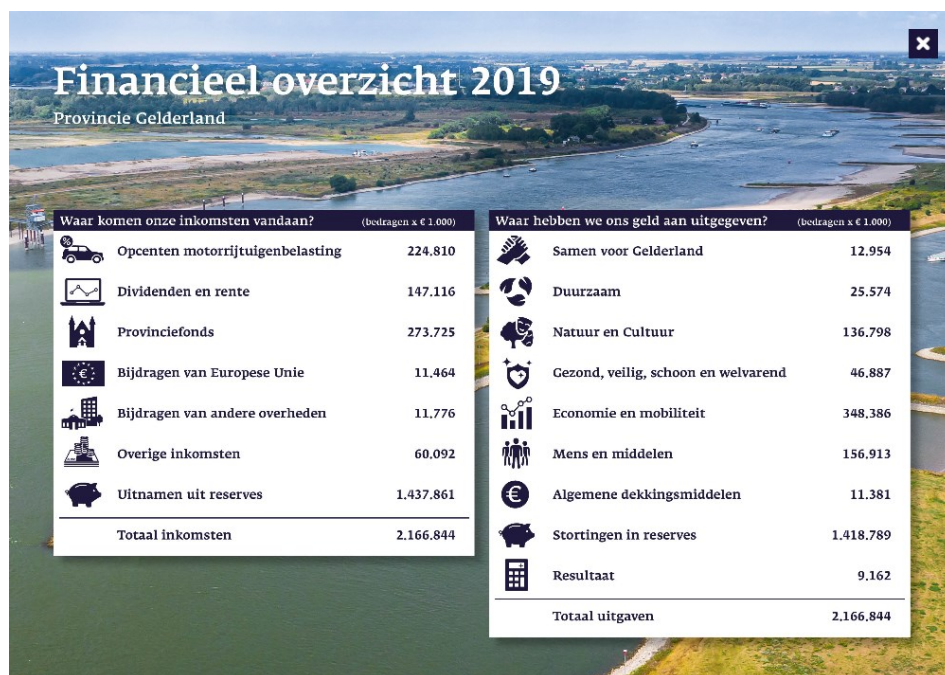 Financieel overzicht 2019
Provincie Gelderland
Waar komen onze inkomsten vandaan? (bedragen x € 1.000)
% Opcenten motorrijtuigenbelasting 224.810
Dividenden en rente 147.116
Provinciefonds 273.725
€ Bijdragen van Europese Unie 11.464
Bijdragen van andere overheden 11.776
Overige inkomsten 60.092
Uitnamen uit reserves 1.437.861
Totaal inkomsten 2.166.844
Waar hebben we ons geld aan uitgegeven? (bedragen x € 1.000)
Samen voor Gelderland 12.954
Duurzaam 25.574
Natuur en Cultuur 136.798
Gezond, veilig, schoon en welvarend 46.887
Economie en mobiliteit 348.386
Mens en middelen 156.913
€ Algemene dekkingsmiddelen 11.381
Stortingen in reserves 1.418.789
Resultaat 9.162
Totaal uitgaven 2.166.844